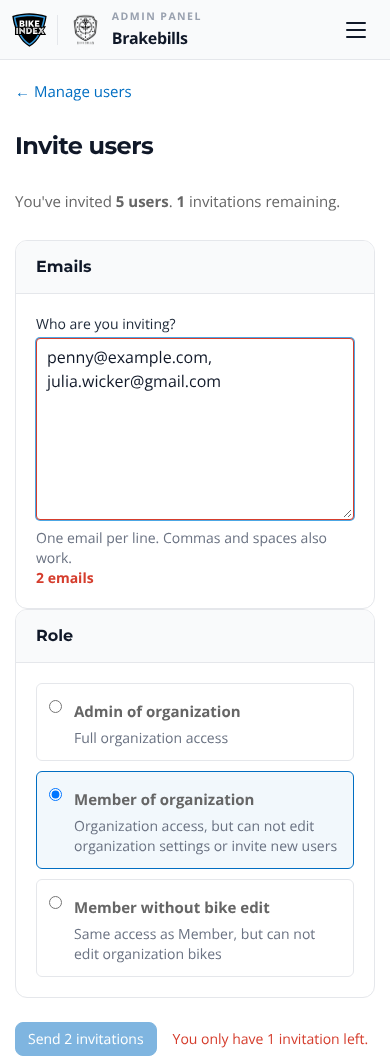 BIKE
INDEX
ADMIN PANEL
Brakebills
← Manage users
Invite users
You've invited 5 users. 1 invitations remaining.
Emails
Who are you inviting?
penny@example.com,
julia.wicker@gmail.com
One email per line. Commas and spaces also
work.
2 emails
Role
Admin of organization
Full organization access
Member of organization
Organization access, but can not edit
organization settings or invite new users
Member without bike edit
Same access as Member, but can not
edit organization bikes
Send 2 invitations
You only have 1 invitation left.